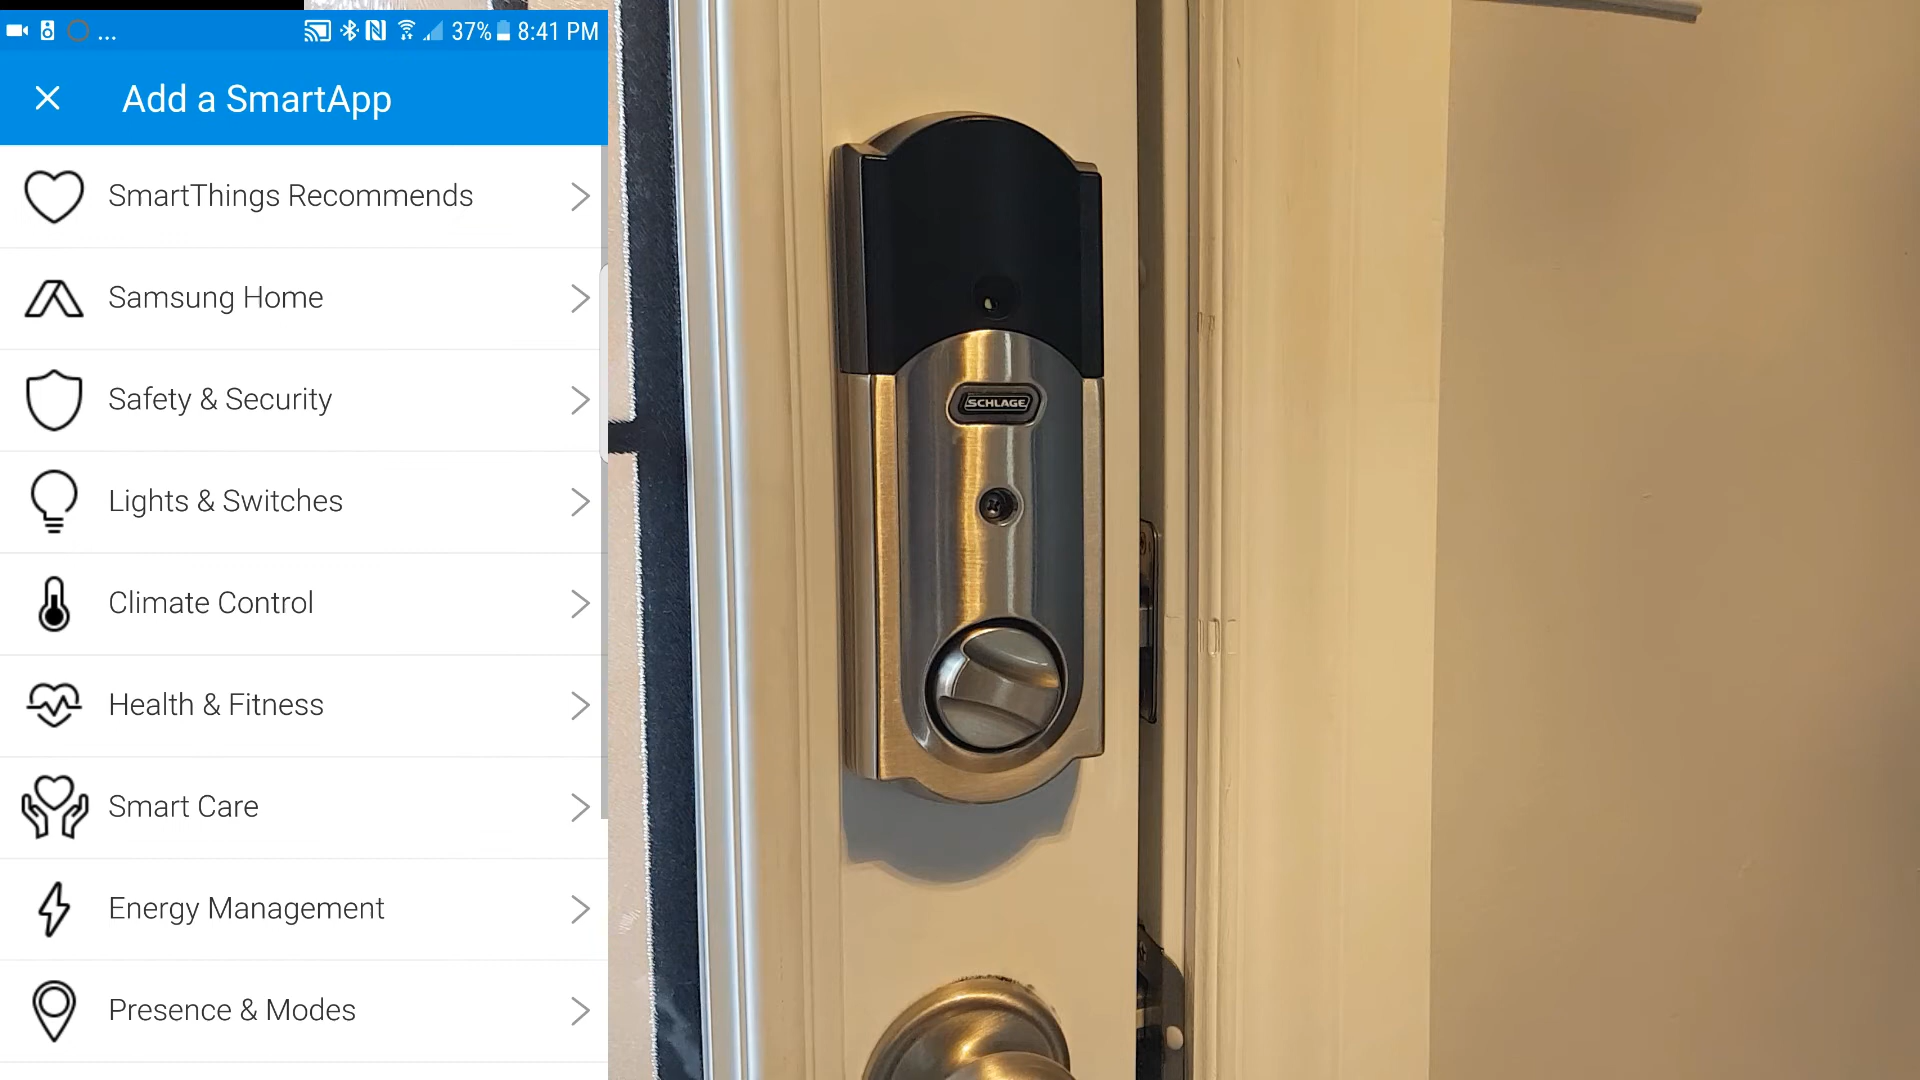 ... 37% 8:41 PM
Add a SmartApp
SmartThings Recommends
Samsung Home
Safety & Security
Lights & Switches
Climate Control
Health & Fitness
Smart Care
Energy Management
Presence & Modes
SCHLAGE